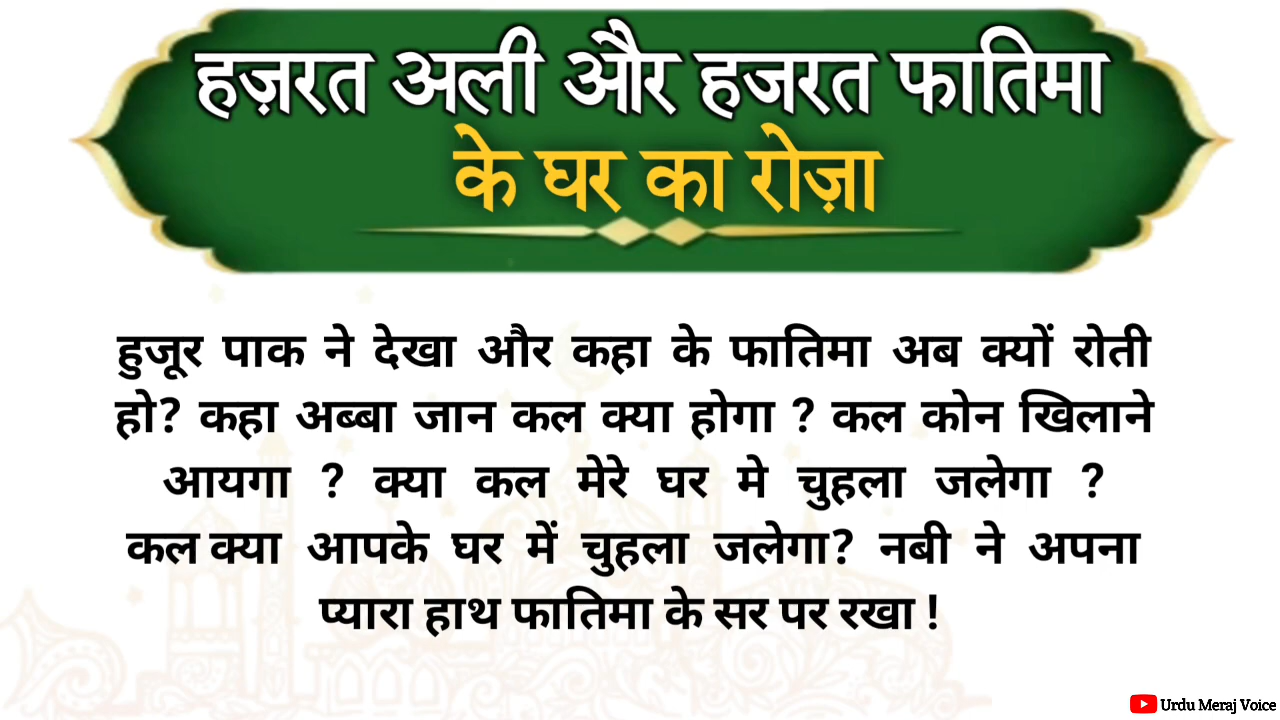 हज़रत अली और हजरत फातिमा
के घर का रोज़ा
हुजूर पाक ने देखा और कहा के फातिमा अब क्यों रोती
हो? कहा अब्बा जान कल क्या होगा ? कल कोन खिलाने
आयगा ? क्या कल मेरे घर मे चुहला जलेगा ?
कल क्या आपके घर में चुहला जलेगा? नबी ने अपना
प्यारा हाथ फातिमा के सर पर रखा !
Urdu Meraj Voice